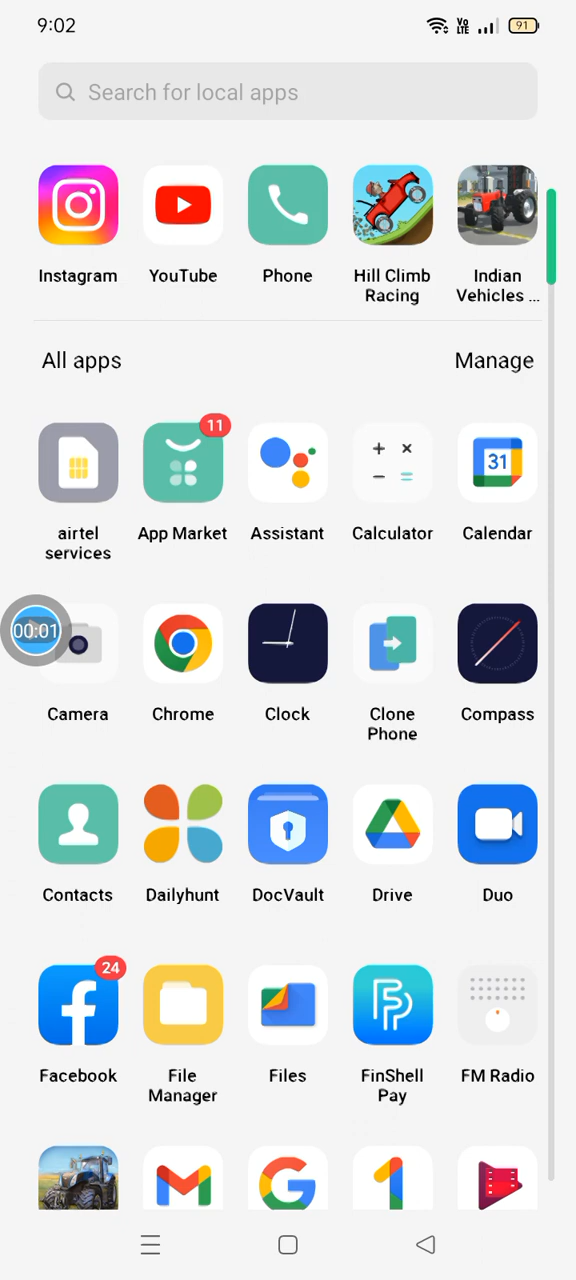 9:02
Vo
LTE
91
Search for local apps
Instagram
YouTube
Phone
Hill Climb
Racing
Indian
Vehicles ...
All apps
Manage
11
airtel
services
App Market
Assistant
Calculator
31
Calendar
00:01
Camera
Chrome
Clock
Clone
Phone
Compass
Contacts
Dailyhunt
DocVault
Drive
Duo
24
Facebook
File
Manager
Files
FinShell
Pay
FM Radio